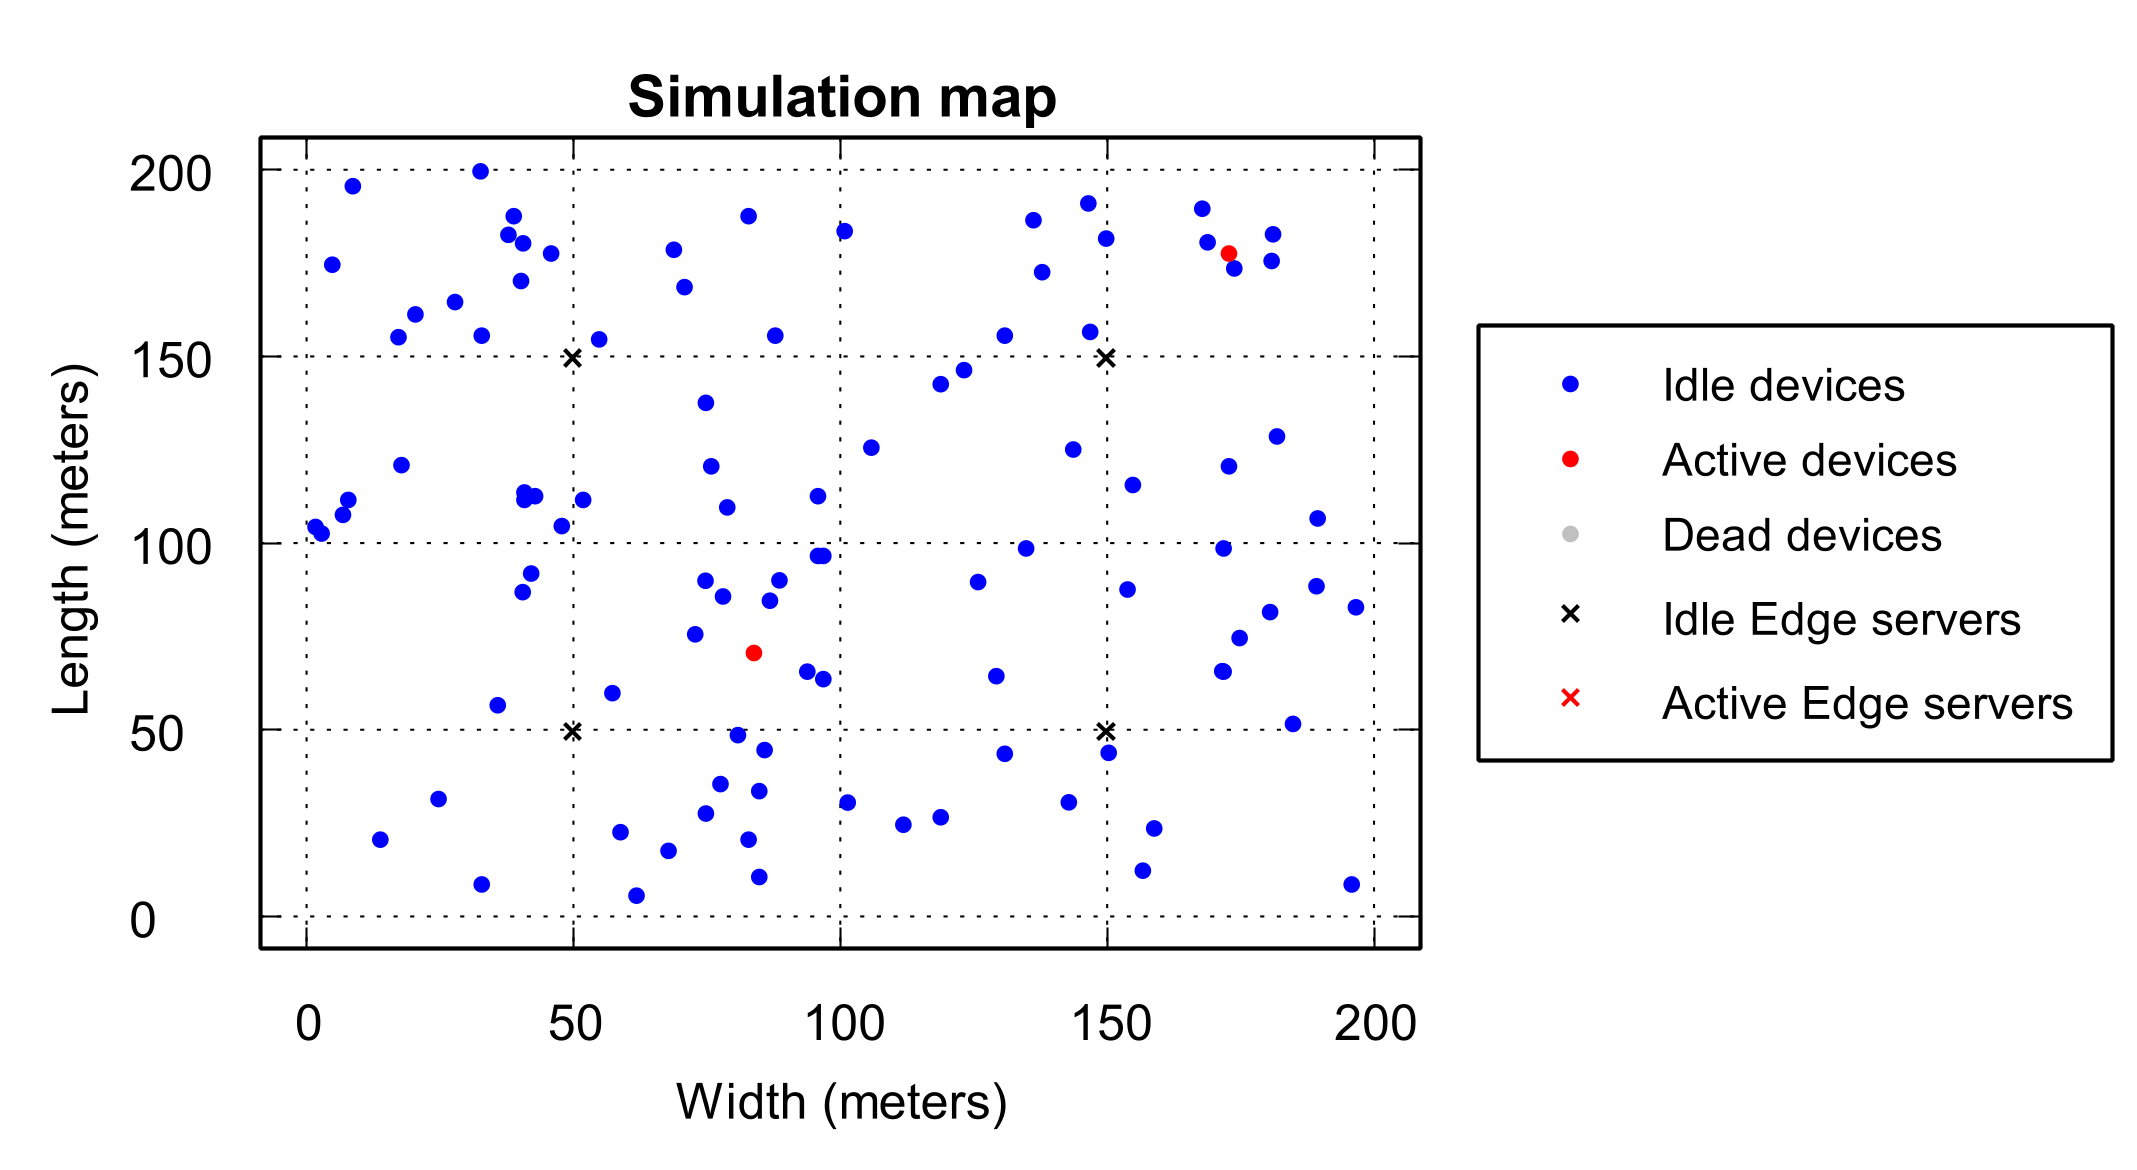 Simulation map
200
150
100
50
0
Length (meters)
0 50 100 150 200
Width (meters)
Idle devices
Active devices
Dead devices
Idle Edge servers
Active Edge servers